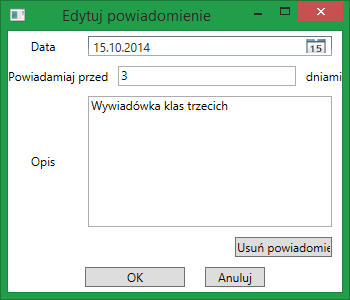 Edytuj powiadomienie
Data 15.10.2014 15
Powiadamiaj przed 3 dniami
Wywiadówka klas trzecich
Opis
Usuń powiadomie
OK Anuluj